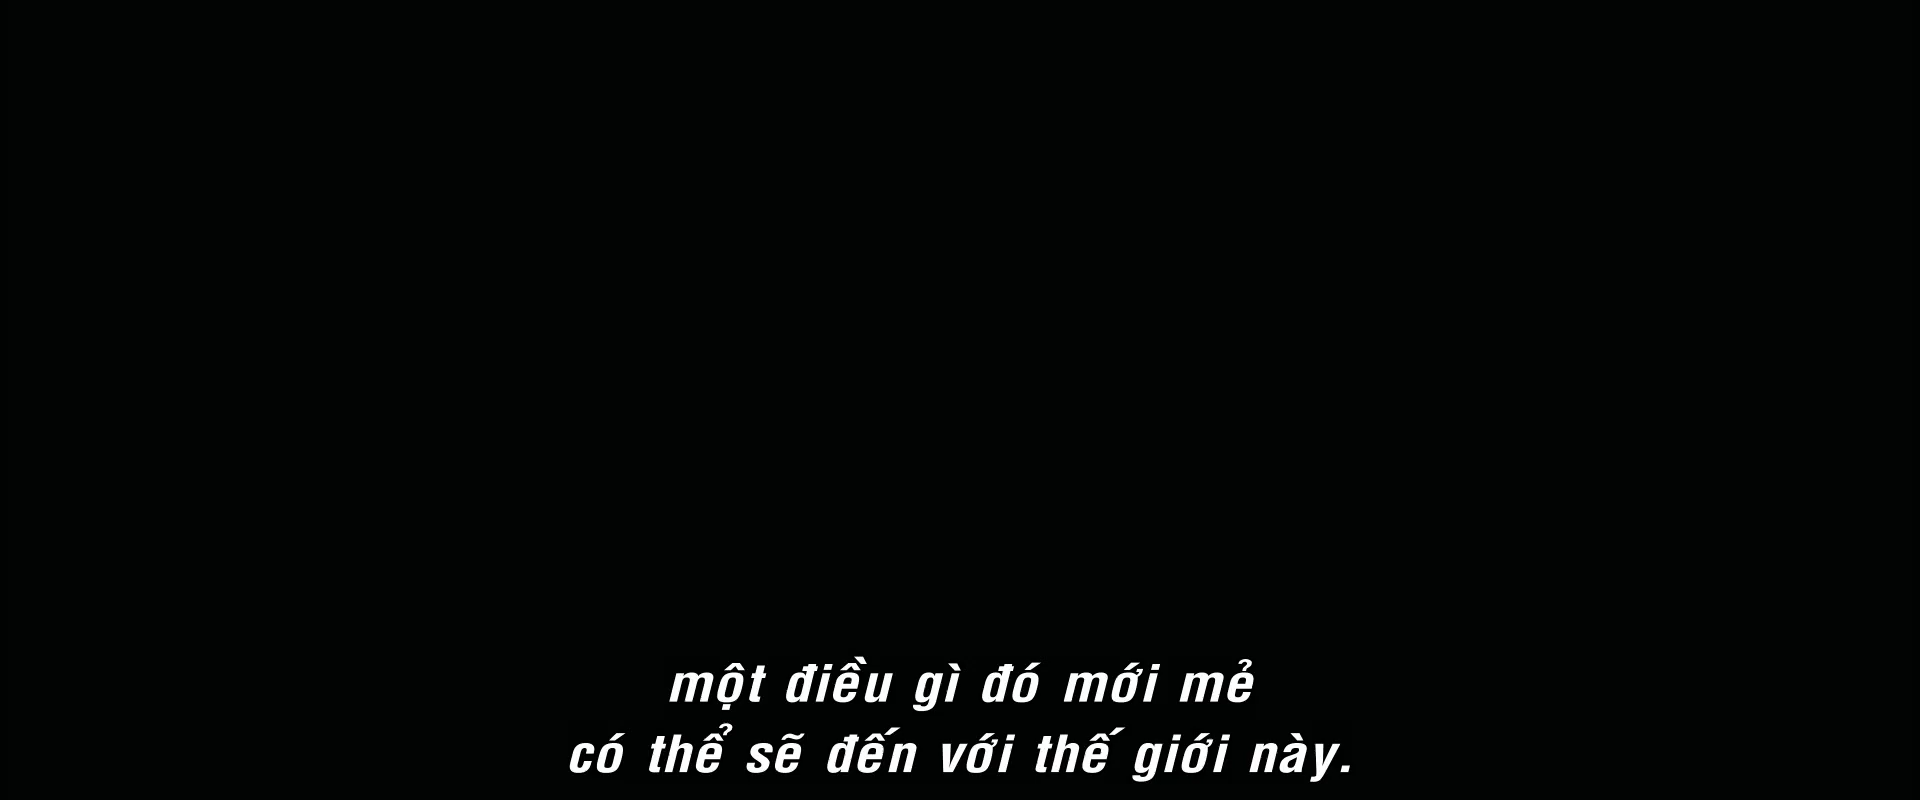 một điều gì đó mới mẻ
có thể sẽ đến với thế giới này.